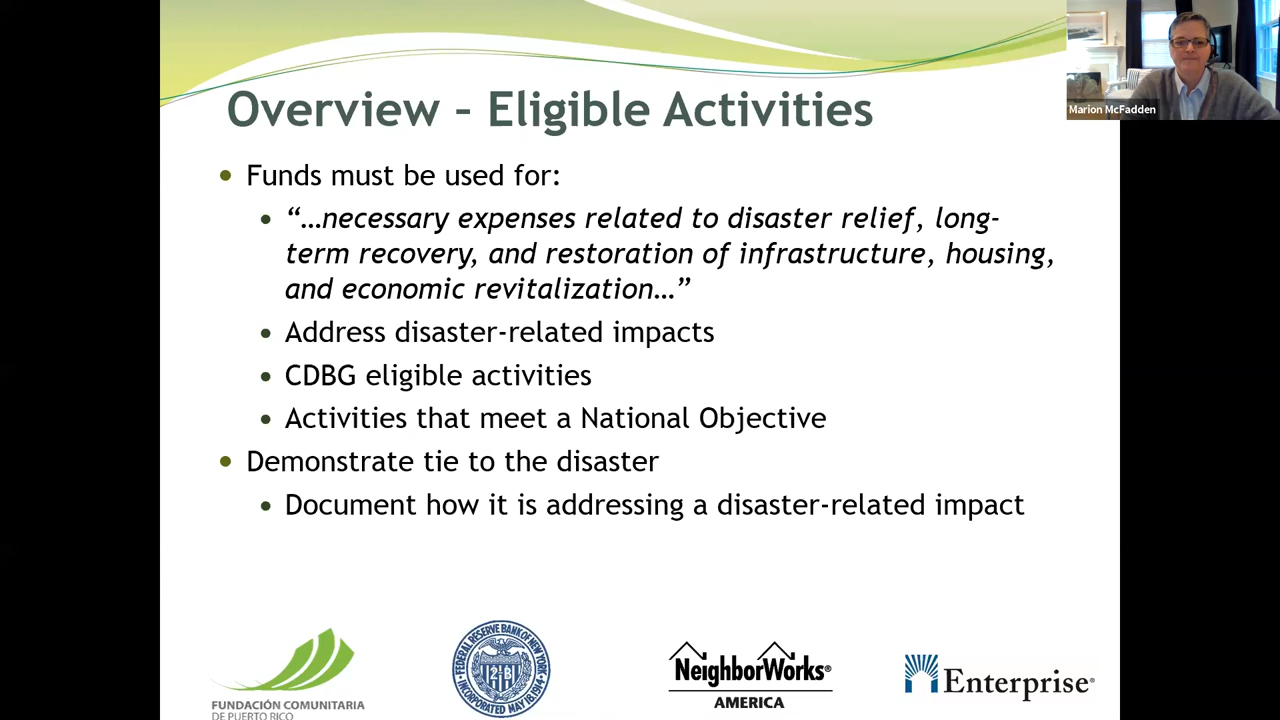 Overview – Eligible Activities
Marion McFadden
• Funds must be used for:
• “…necessary expenses related to disaster relief, long-
term recovery, and restoration of infrastructure, housing,
and economic revitalization…”
• Address disaster-related impacts
• CDBG eligible activities
• Activities that meet a National Objective
• Demonstrate tie to the disaster
• Document how it is addressing a disaster-related impact
FUNDACIÓN COMUNITARIA
DE PUERTO RICO
FEDERAL RESERVE BANK OF NEW YORK
INCORPORATED MAY 18, 1914
NeighborWorks®
AMERICA
Enterprise®